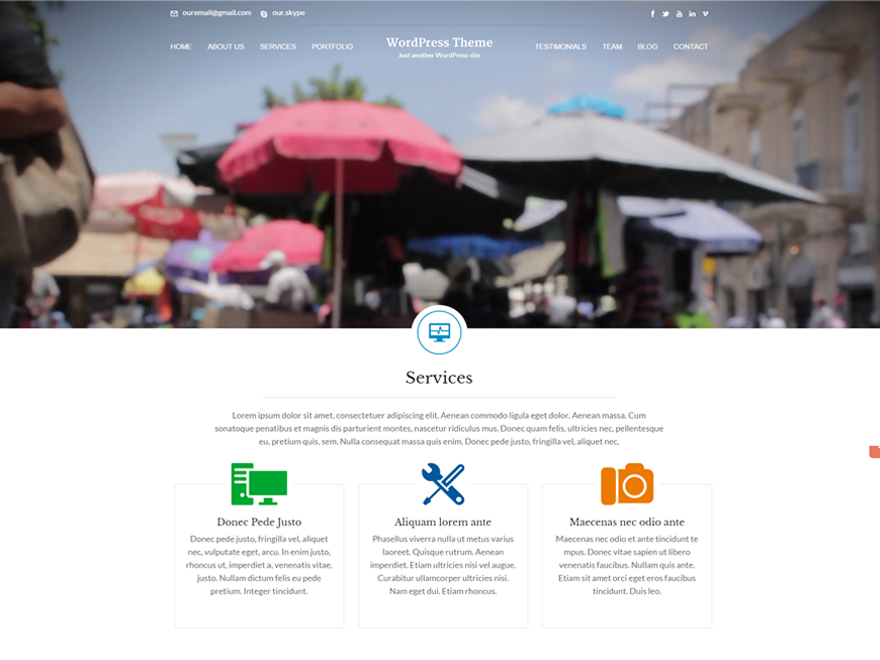 ouremail@gmail.com our.skype
HOME ABOUT US SERVICES PORTFOLIO WordPress Theme TESTIMONIALS TEAM BLOG CONTACT
Just another WordPress site
Services
Lorem ipsum dolor sit amet, consectetuer adipiscing elit. Aenean commodo ligula eget dolor. Aenean massa. Cum
sonatoque penatibus et magnis dis parturient montes, nascetur ridiculus mus. Donec quam felis, ultricies nec, pellentesque
eu, pretium quis, sem. Nulla consequat massa quis enim. Donec pede justo, fringilla vel, aliquet nec,
Donec Pede Justo
Donec pede justo, fringilla vel, aliquet
nec, vulputate eget, arcu. In enim justo,
rhoncus ut, imperdiet a, venenatis vitae,
justo. Nullam dictum felis eu pede
pretium. Integer tincidunt.
Aliquam lorem ante
Phasellus viverra nulla ut metus varius
laoreet. Quisque rutrum. Aenean
imperdiet. Etiam ultricies nisi vel augue.
Curabitur ullamcorper ultricies nisi.
Nam eget dui. Etiam rhoncus.
Maecenas nec odio ante
Maecenas nec odio et ante tincidunt te
mpus. Donec vitae sapien ut libero
venenatis faucibus. Nullam quis ante.
Etiam sit amet orci eget eros faucibus
tincidunt. Duis leo.